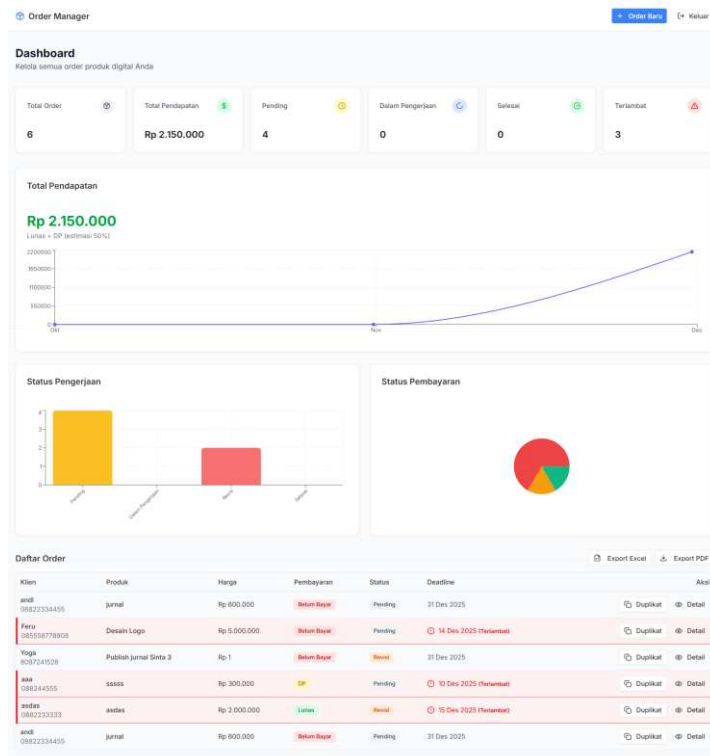 Order Manager
+ Order Baru
Keluar
Dashboard
Kelola semua order produk digital Anda
Total Order
Total Pendapatan
Pending
Dalam Pengerjaan
Selesai
Terlambat
6
Rp 2.150.000
4
0
0
3
Total Pendapatan
Rp 2.150.000
Lunas + DP (estimasi 50%)
2200000
1650000
1100000
550000
0
Okt
Nov
Des
Status Pengerjaan
4
3
2
1
0
Pending
Dalam Pengerjaan
Revisi
Selesai
Status Pembayaran
Daftar Order
Export Excel
Export PDF
Klien Produk Harga Pembayaran Status Deadline Aksi
andi jurnal Rp 600.000 Belum Bayar Pending 31 Des 2025 Duplikat Detail
08822334455
Feru Desain Logo Rp 5.000.000 Belum Bayar Pending 14 Des 2025 (Terlambat) Duplikat Detail
085556778908
Yoga Publish jurnal Sinta 3 Rp 1 Belum Bayar Revisi 31 Des 2025 Duplikat Detail
8097241526
aaa sssss Rp 300.000 DP Pending 10 Des 2025 (Terlambat) Duplikat Detail
088244555
asdas asdas Rp 2.000.000 Lunas Revisi 15 Des 2025 (Terlambat) Duplikat Detail
0882233333
andi jurnal Rp 600.000 Belum Bayar Pending 31 Des 2025 Duplikat Detail
08822334455